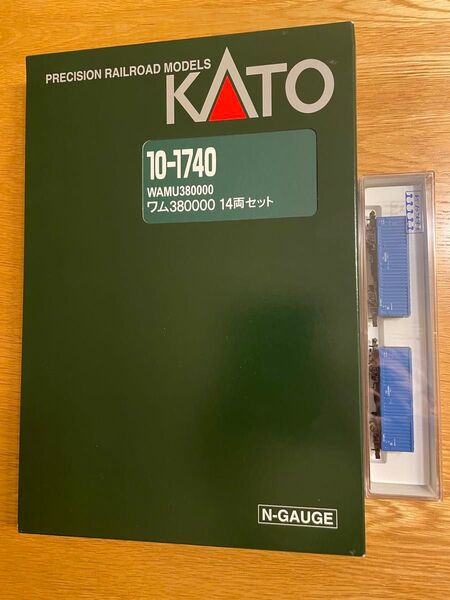 PRECISION RAILROAD MODELS
KATO
10-1740
WAMU380000
ワム380000 14両セット
N-GAUGE